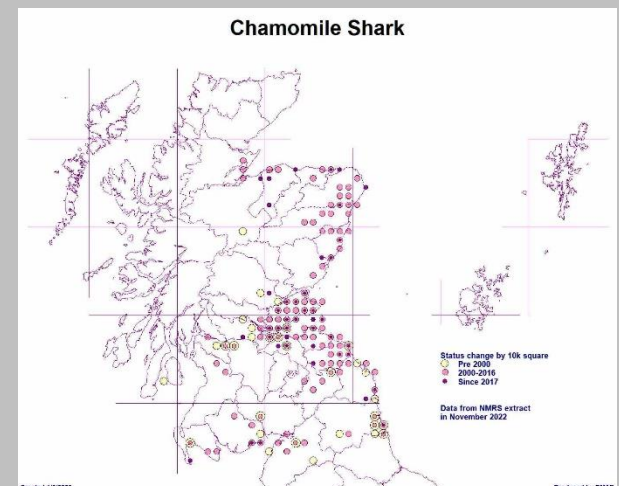 Chamomile Shark
Status change by 10k square
Pre 2000
2000-2016
Since 2017
Data from NMRS extract
in November 2022